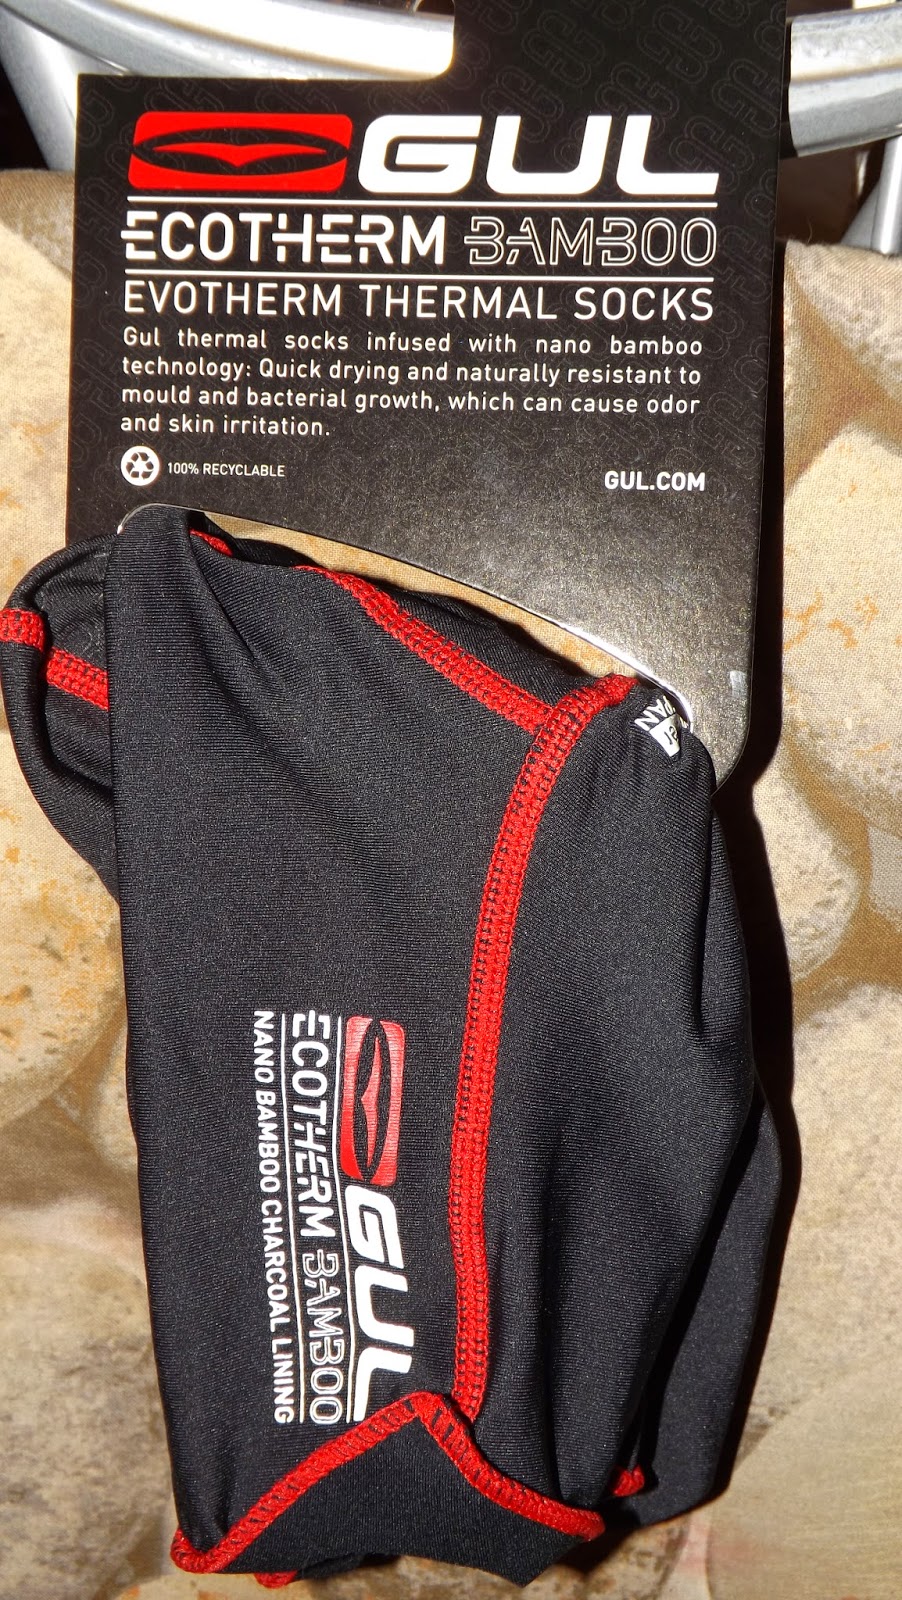 GUL
ECOTHERM BAMBOO
EVOTHERM THERMAL SOCKS
Gul thermal socks infused with nano bamboo
technology: Quick drying and naturally resistant to
mould and bacterial growth, which can cause odor
and skin irritation.
100% RECYCLABLE
GUL.COM
GUL
ECOTHERM BAMBOO
NANO BAMBOO CHARCOAL LINING